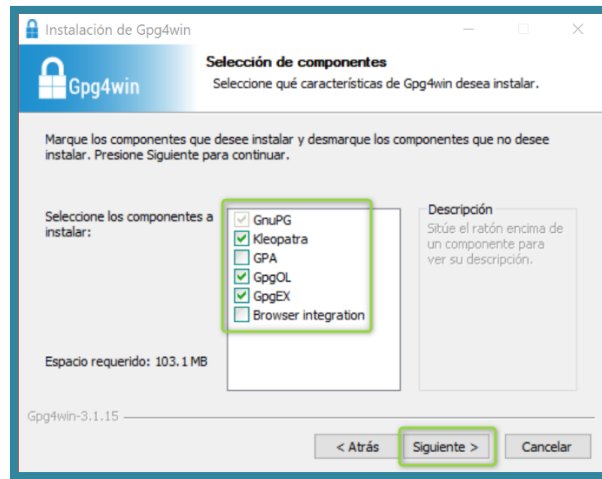 Instalación de Gpg4win
Gpg4win
Selección de componentes
Seleccione qué características de Gpg4win desea instalar.
Marque los componentes que desee instalar y desmarque los componentes que no desee
instalar. Presione Siguiente para continuar.
Seleccione los componentes a
instalar:
GnuPG
Kleopatra
GPA
GpgOL
GpgEX
Browser integration
Descripción
Sitúe el ratón encima de
un componente para
ver su descripción.
Espacio requerido: 103.1 MB
Gpg4win-3.1.15
< Atrás
Siguiente >
Cancelar